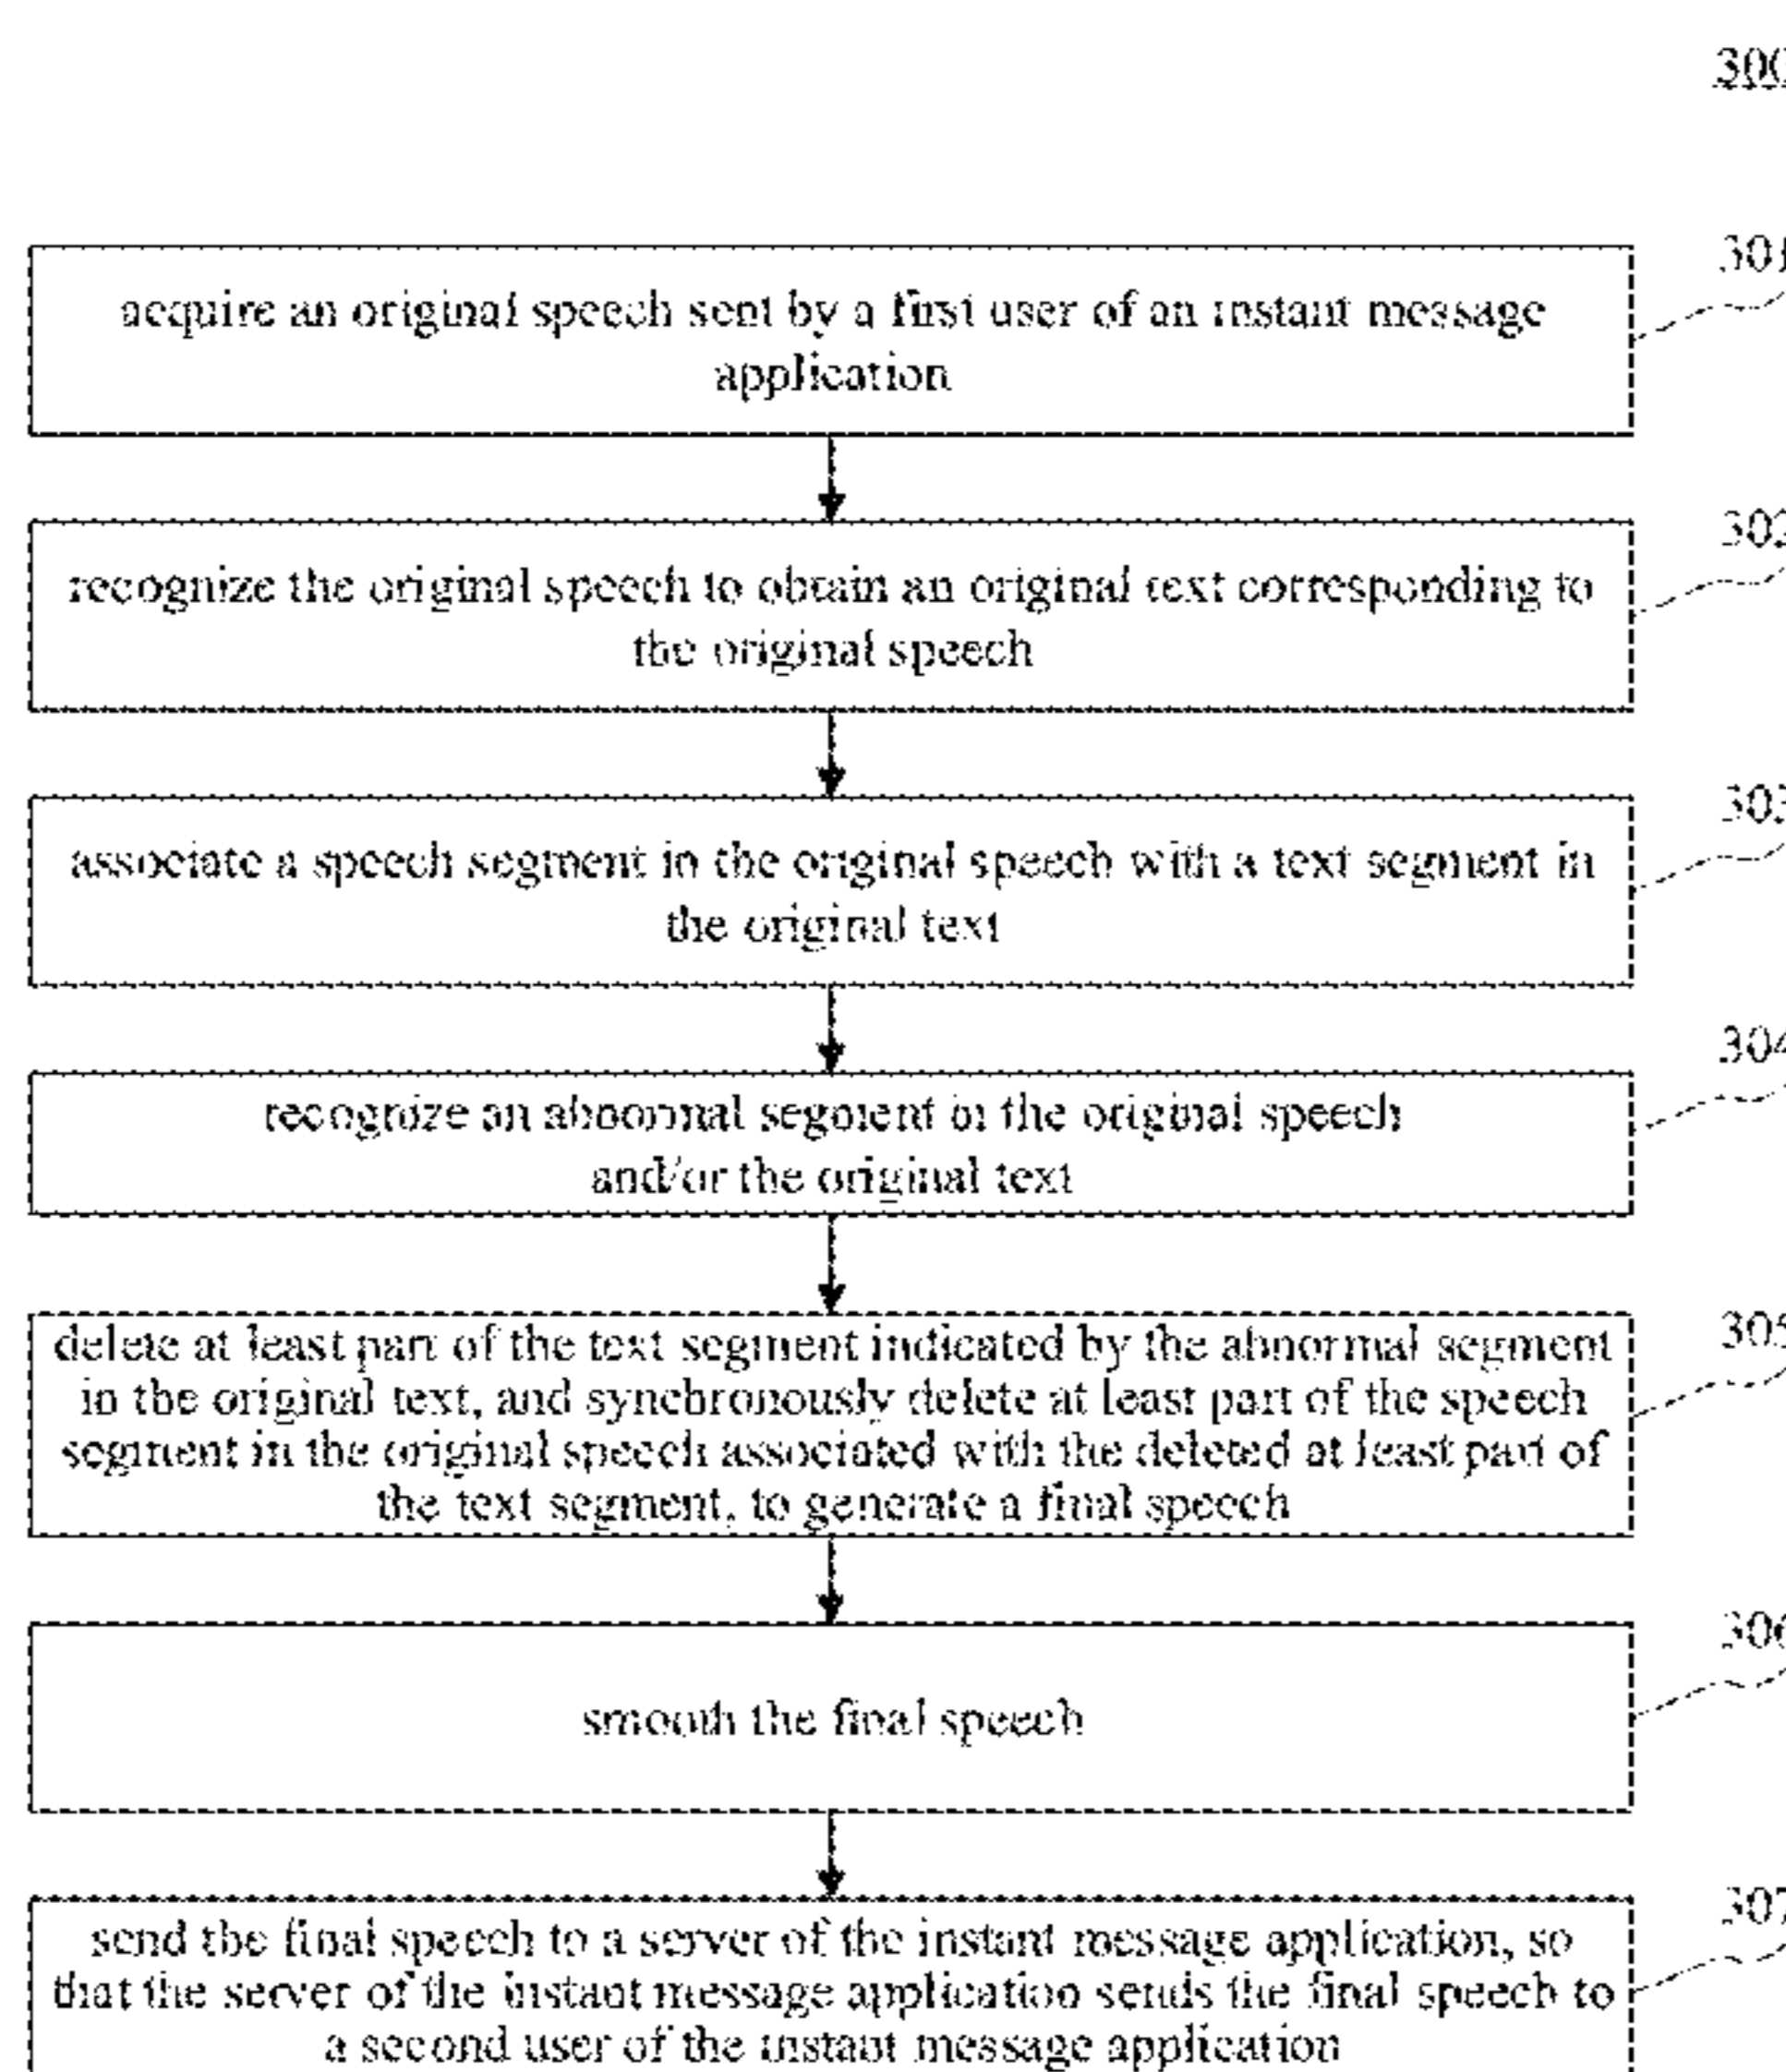 300
301
acquire an original speech sent by a first user of an instant message
application
302
recognize the original speech to obtain an original text corresponding to
the original speech
303
associate a speech segment in the original speech with a text segment in
the original text
304
recognize an abnormal segment in the original speech
and/or the original text
305
delete at least part of the text segment indicated by the abnormal segment
in the original text, and synchronously delete at least part of the speech
segment in the original speech associated with the deleted at least part of
the text segment, to generate a final speech
306
smooth the final speech
307
send the final speech to a server of the instant message application, so
that the server of the instant message application sends the final speech to
a second user of the instant message application